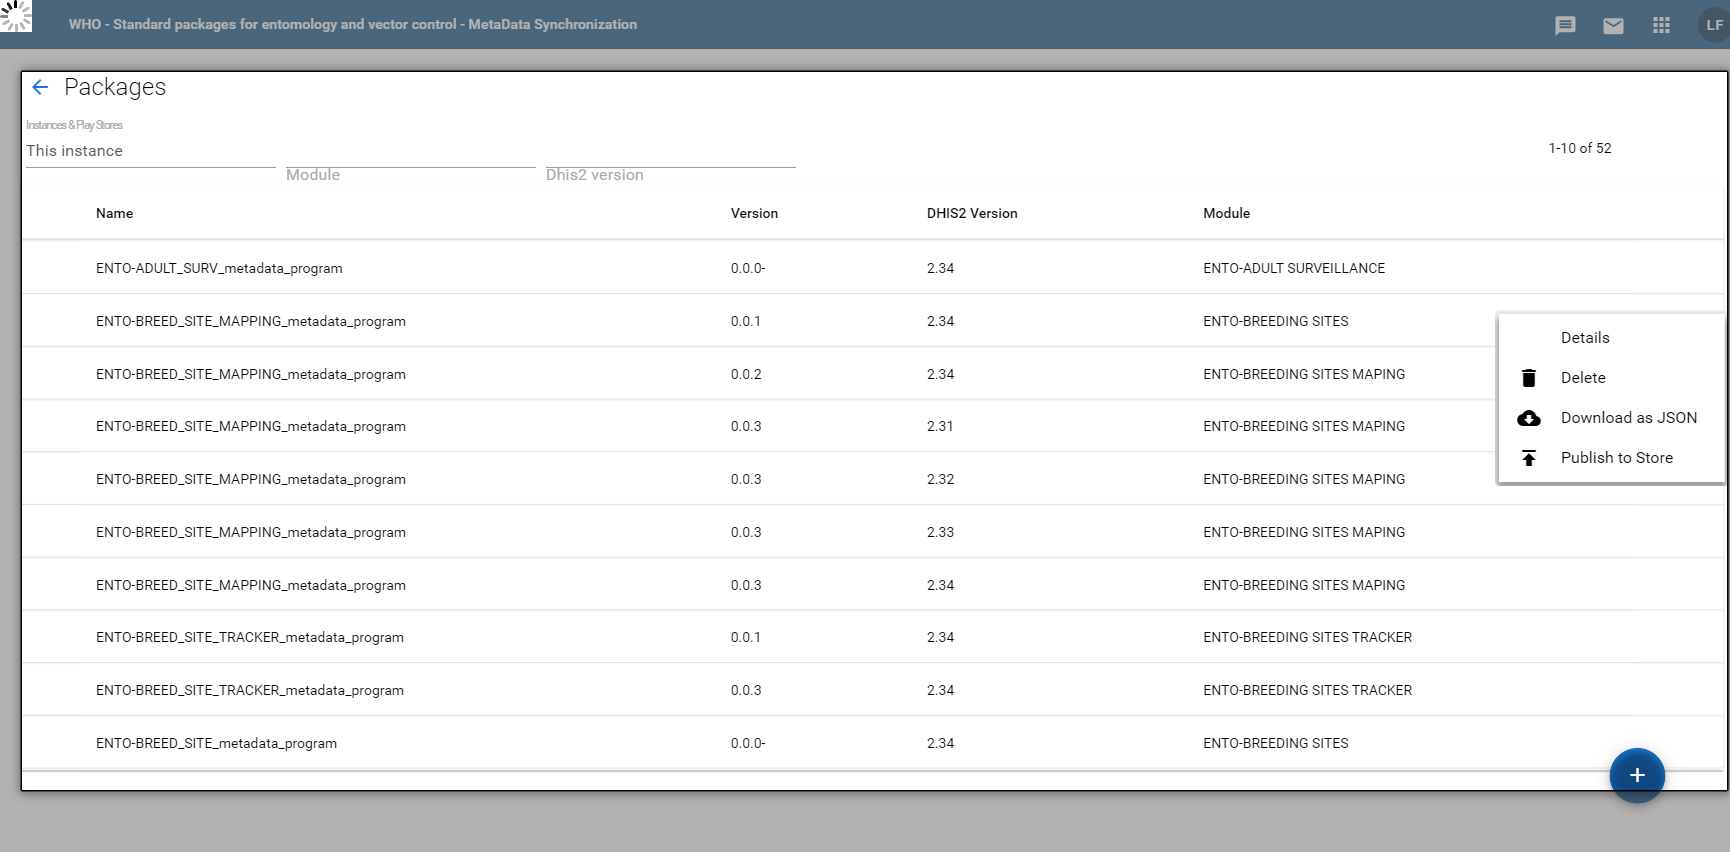 WHO - Standard packages for entomology and vector control - MetaData Synchronization
LF
Packages
Instances & Play Stores
This instance
Module
Dhis2 version
1-10 of 52
Name Version DHIS2 Version Module
ENTO-ADULT_SURV_metadata_program 0.0.0- 2.34 ENTO-ADULT SURVEILLANCE
ENTO-BREED_SITE_MAPPING_metadata_program 0.0.1 2.34 ENTO-BREEDING SITES
ENTO-BREED_SITE_MAPPING_metadata_program 0.0.2 2.34 ENTO-BREEDING SITES MAPING
ENTO-BREED_SITE_MAPPING_metadata_program 0.0.3 2.31 ENTO-BREEDING SITES MAPING
ENTO-BREED_SITE_MAPPING_metadata_program 0.0.3 2.32 ENTO-BREEDING SITES MAPING
ENTO-BREED_SITE_MAPPING_metadata_program 0.0.3 2.33 ENTO-BREEDING SITES MAPING
ENTO-BREED_SITE_MAPPING_metadata_program 0.0.3 2.34 ENTO-BREEDING SITES MAPING
ENTO-BREED_SITE_TRACKER_metadata_program 0.0.1 2.34 ENTO-BREEDING SITES TRACKER
ENTO-BREED_SITE_TRACKER_metadata_program 0.0.3 2.34 ENTO-BREEDING SITES TRACKER
ENTO-BREED_SITE_metadata_program 0.0.0- 2.34 ENTO-BREEDING SITES
Details
Delete
Download as JSON
Publish to Store